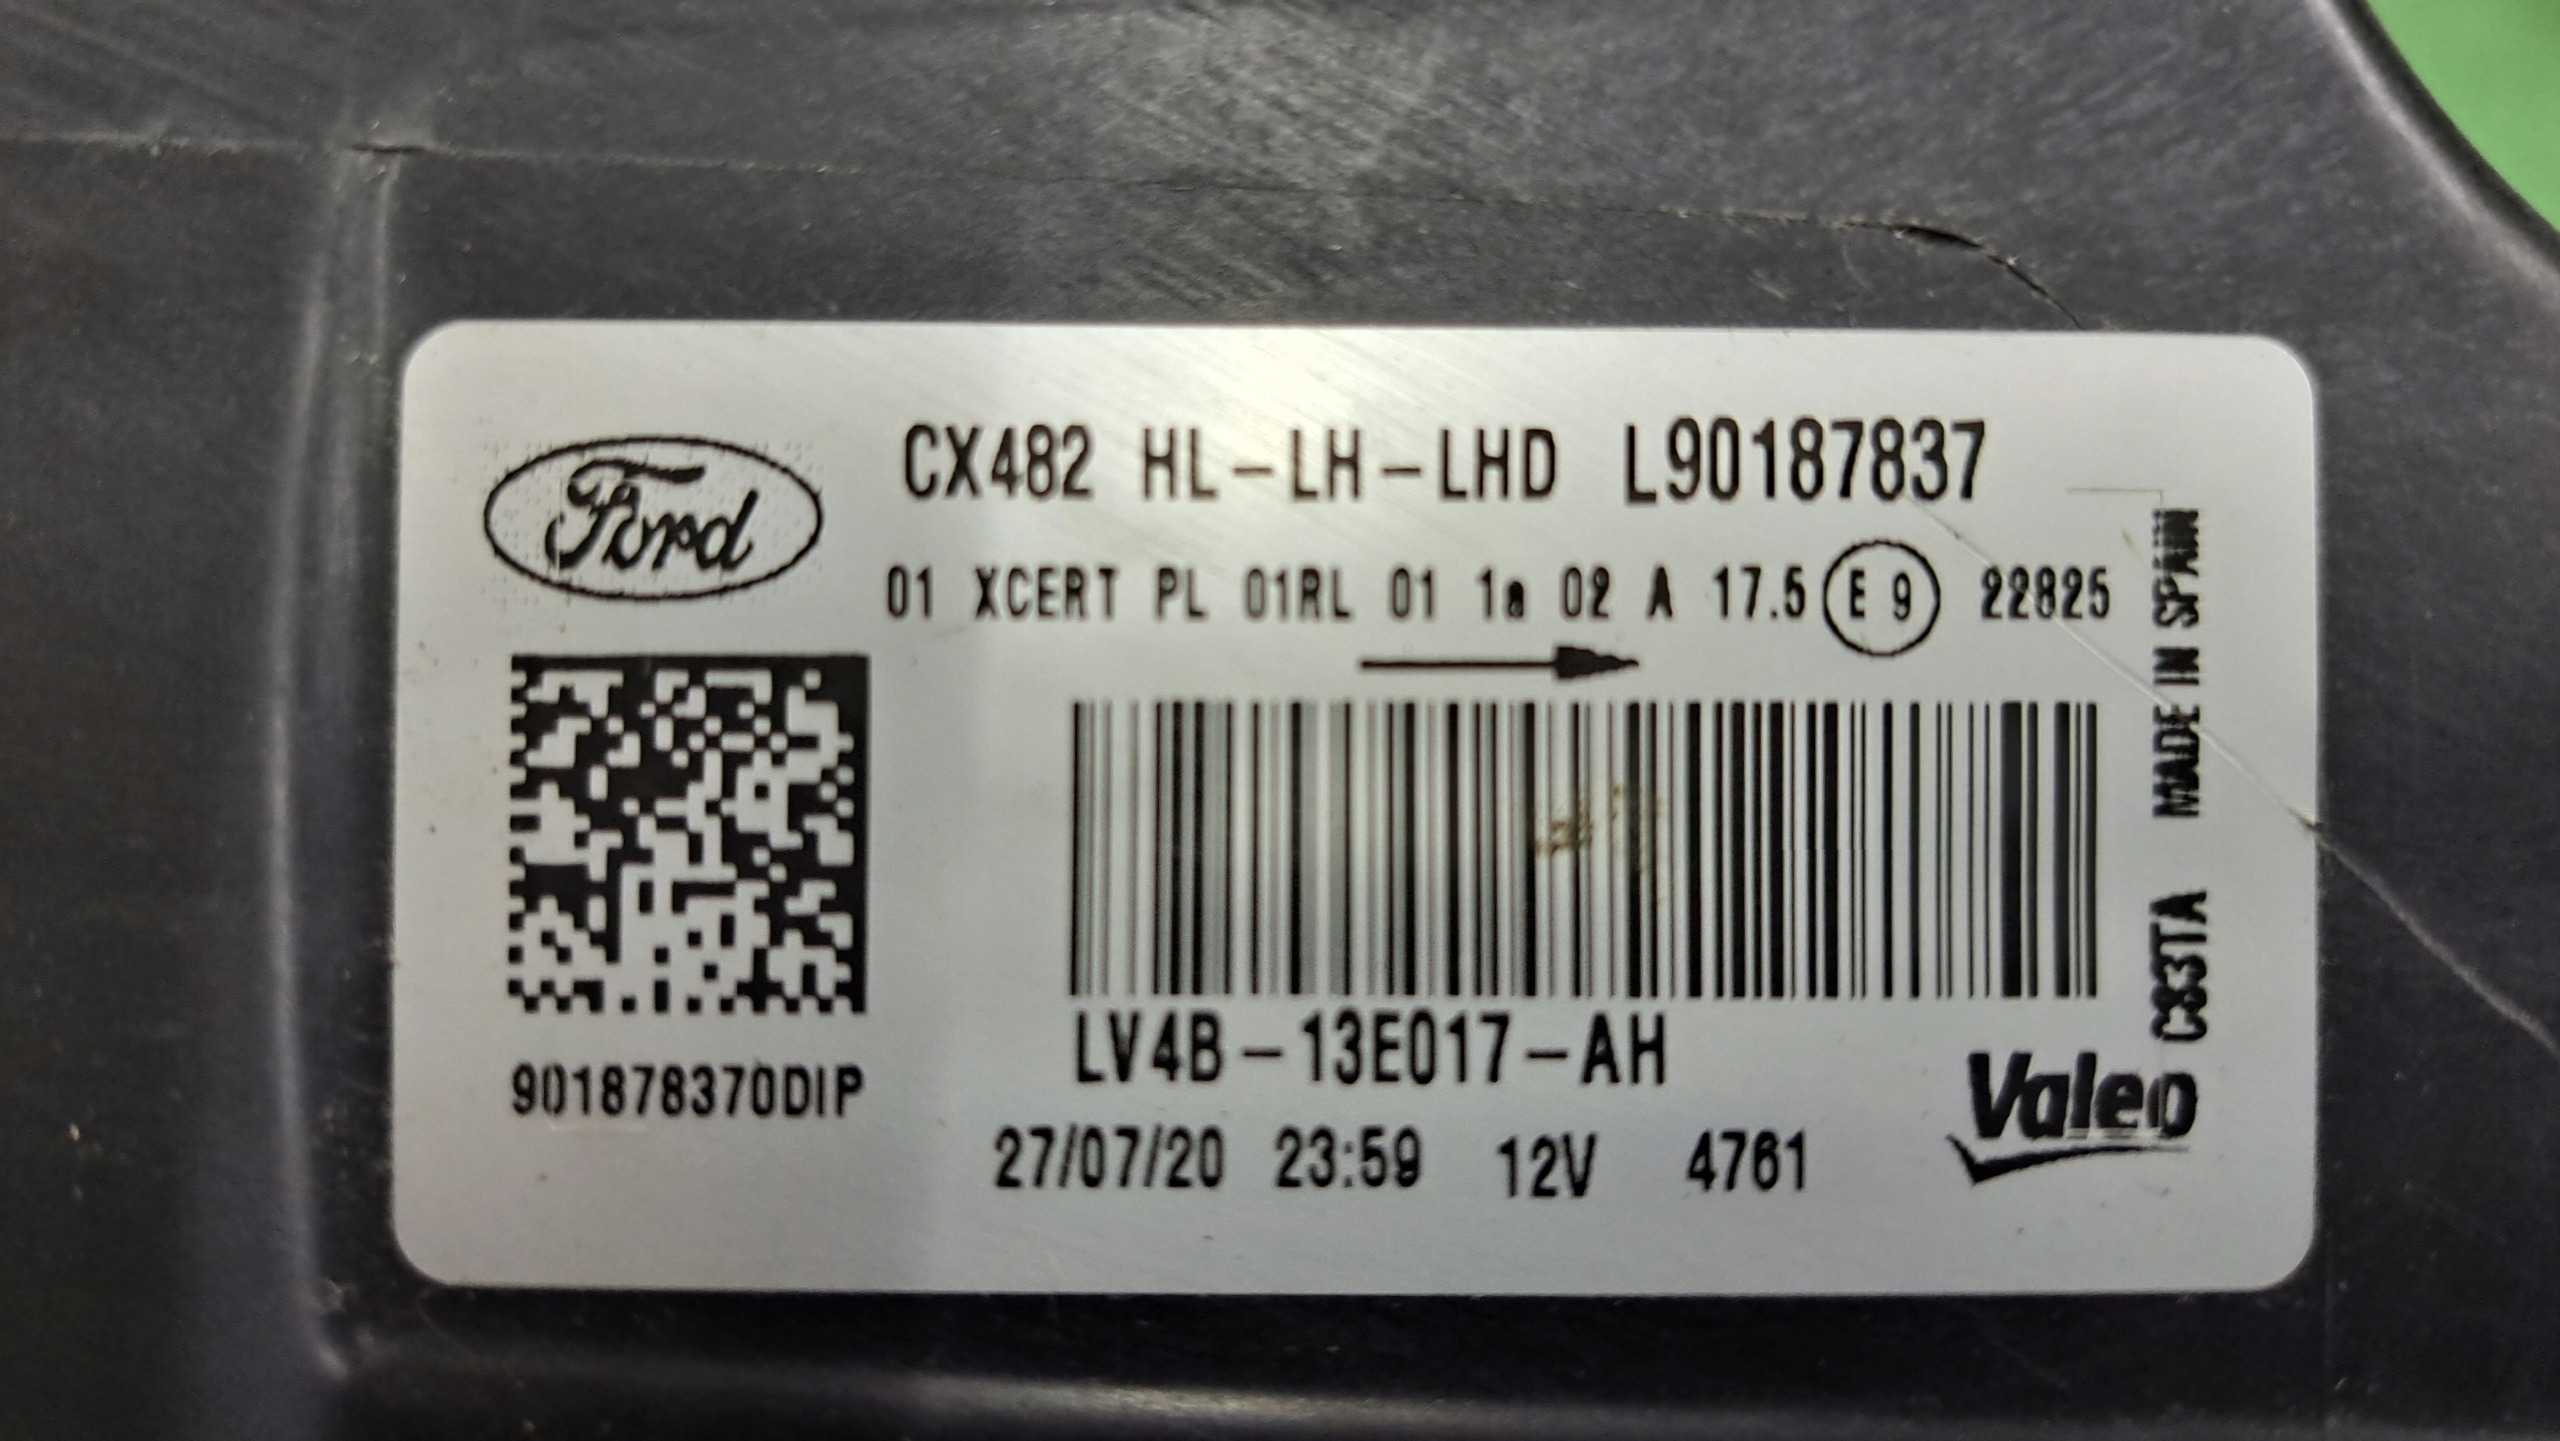 Ford
CX482 HL-LH-LHD L90187837
01 XCERT PL 01RL 01 1a 02 A 17.5 E 9 22825
MADE IN SPAIN
C83TA
LV4B-13E017-AH
901878370DIP
27/07/20 23:59 12V 4761
Valeo